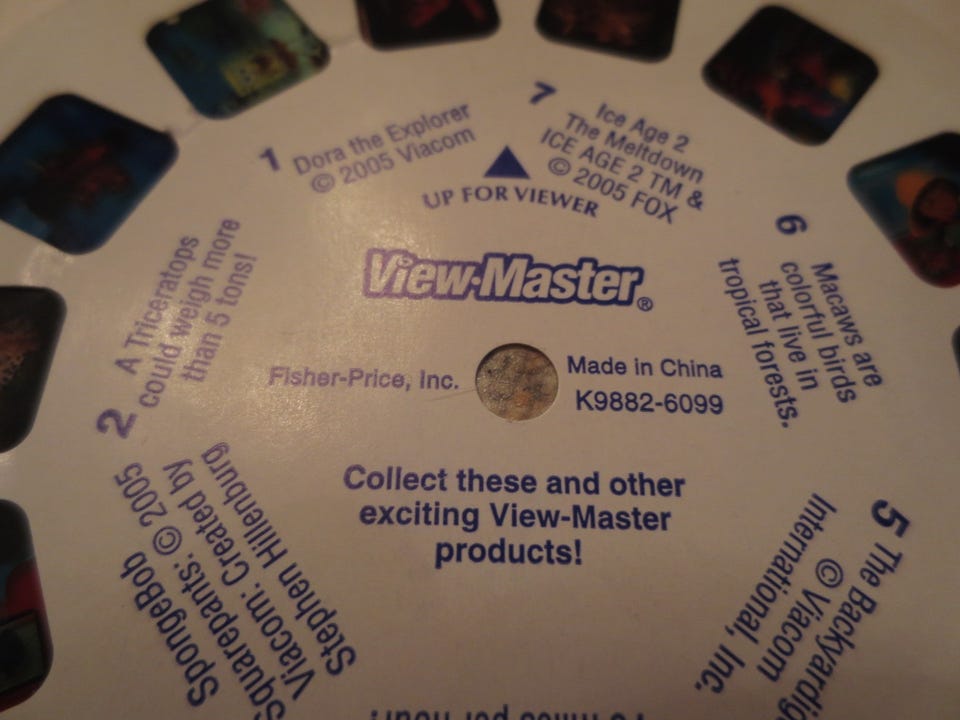 1
Dora the Explorer
© 2005 Viacom
7
Ice Age 2
The Meltdown
ICE AGE 2 TM &
© 2005 FOX
UP FOR VIEWER
2
A Triceratops
could weigh more
than 5 tons!
6
Macaws are
colorful birds
that live in
tropical forests.
View-Master®
Fisher-Price, Inc.
Made in China
K9882-6099
Collect these and other
exciting View-Master
products!
SpongeBob
Squarepants: © 2005
Viacom. Created by
Stephen Hillenburg
5
The
© Viacom
International, Inc.
per hour!